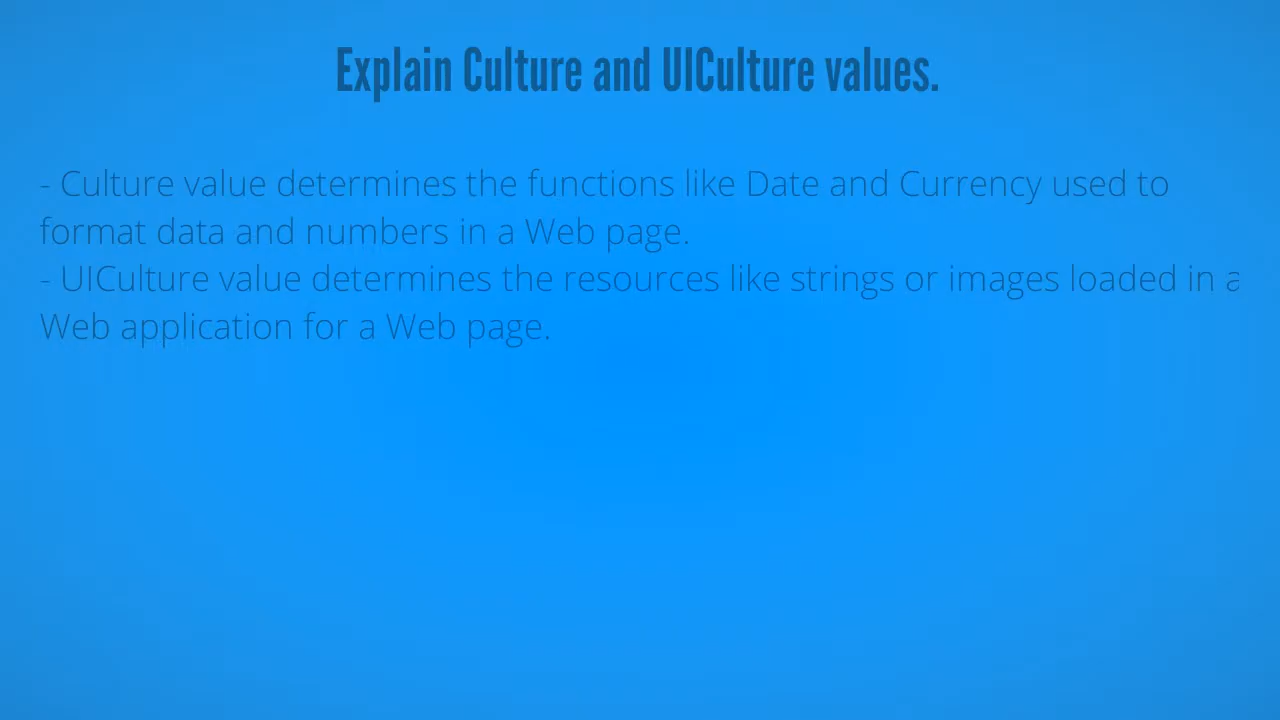 Explain Culture and UICulture values.
- Culture value determines the functions like Date and Currency used to
format data and numbers in a Web page.
- UICulture value determines the resources like strings or images loaded in a
Web application for a Web page.